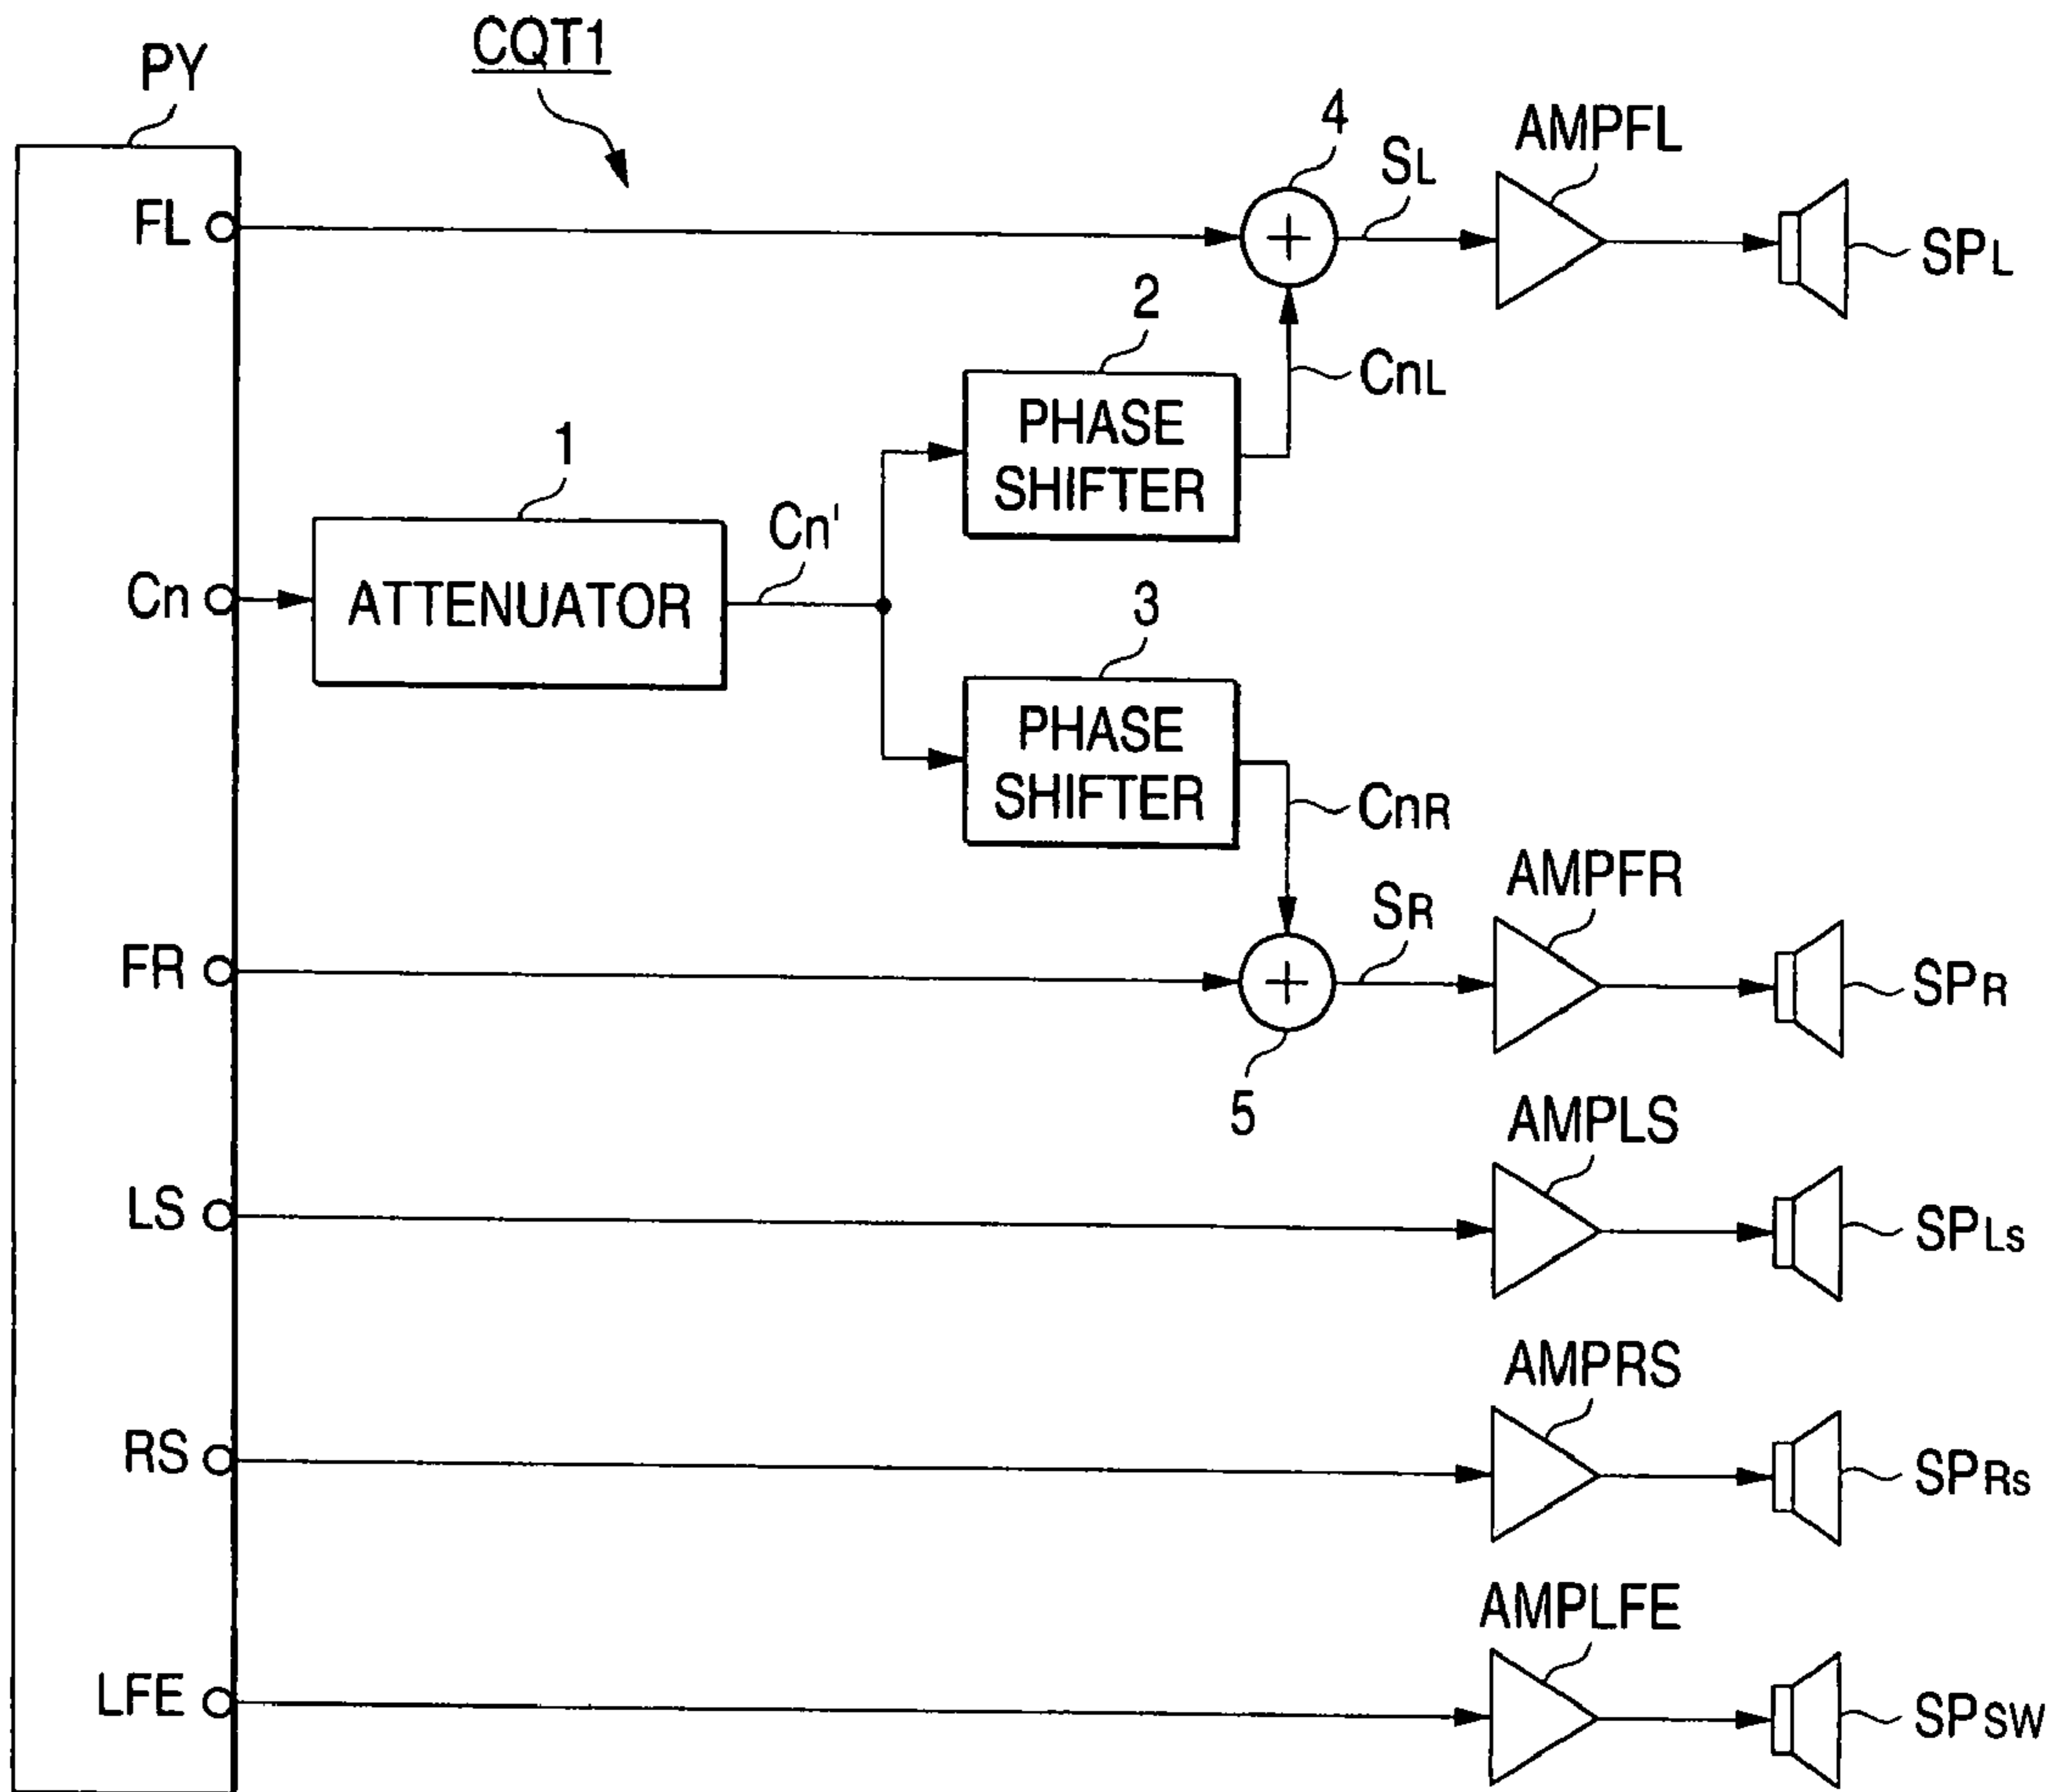 CQT1
PY
4
AMPFL
SL
FL
SPL
2
CnL
PHASE
SHIFTER
1
Cn'
Cn
ATTENUATOR
3
PHASE
SHIFTER
CnR
AMPFR
SR
FR
SPR
5
AMPLS
LS
SPLs
AMPRS
RS
SPRs
AMPLFE
LFE
SPSW